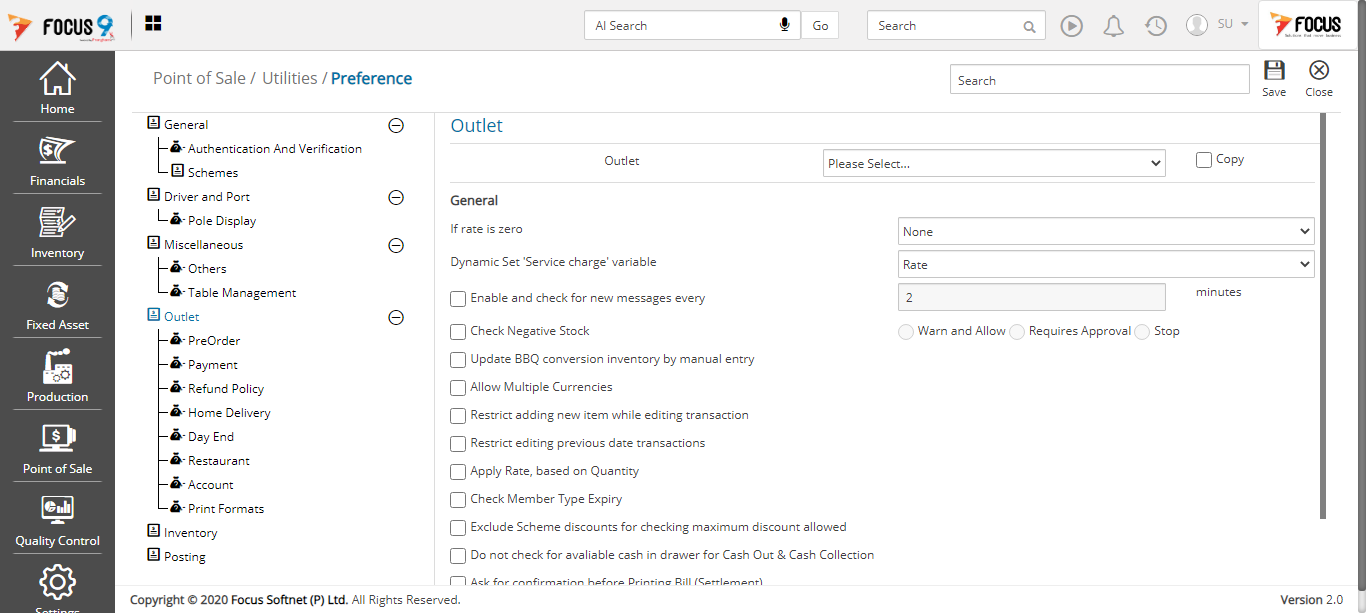 FOCUS 9
AI Search
Go
Search
SU
FOCUS
Home
Financials
Inventory
Fixed Asset
Production
Point of Sale
Quality Control
Settings
Point of Sale / Utilities / Preference
Search
Save
Close
General
Authentication And Verification
Schemes
Driver and Port
Pole Display
Miscellaneous
Others
Table Management
Outlet
PreOrder
Payment
Refund Policy
Home Delivery
Day End
Restaurant
Account
Print Formats
Inventory
Posting
Outlet
Outlet Please Select... Copy
General
If rate is zero None
Dynamic Set 'Service charge' variable Rate
Enable and check for new messages every 2 minutes
Check Negative Stock Warn and Allow Requires Approval Stop
Update BBQ conversion inventory by manual entry
Allow Multiple Currencies
Restrict adding new item while editing transaction
Restrict editing previous date transactions
Apply Rate, based on Quantity
Check Member Type Expiry
Exclude Scheme discounts for checking maximum discount allowed
Do not check for avaliable cash in drawer for Cash Out & Cash Collection
Ask for confirmation before Printing Bill (Settlement)
Copyright © 2020 Focus Softnet (P) Ltd. All Rights Reserved.
Version 2.0